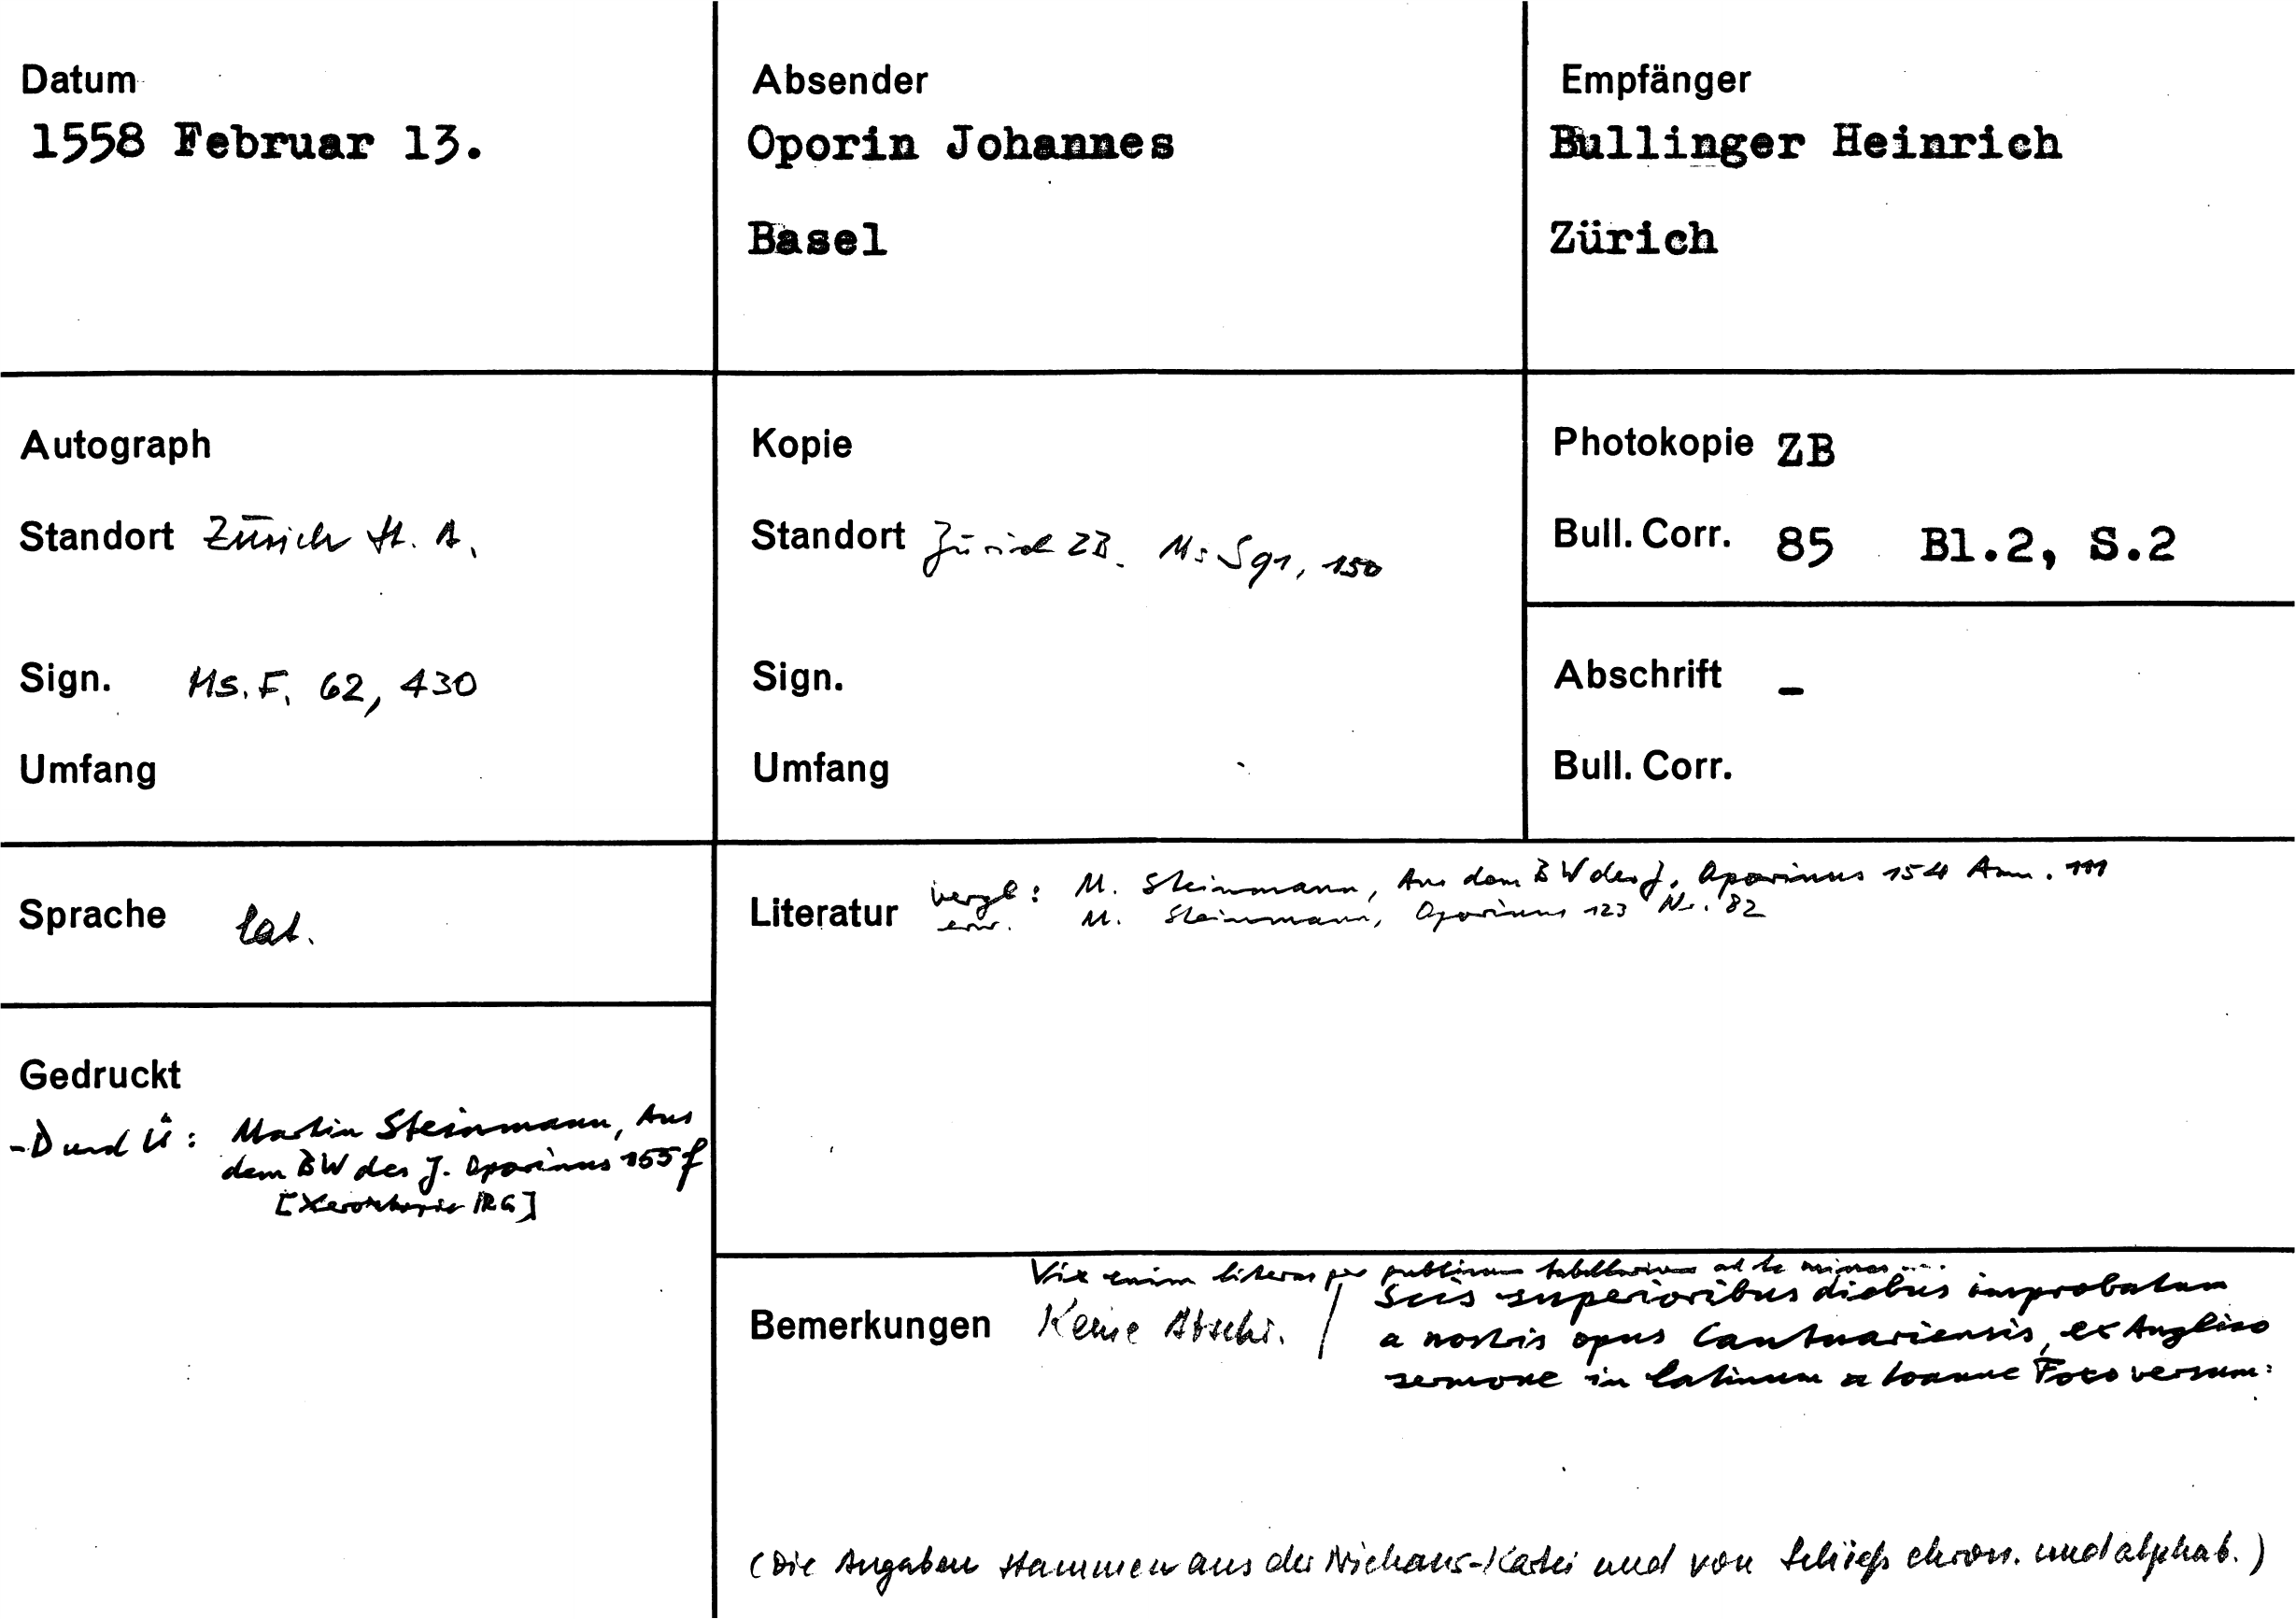 Datum
1558 Februar 13.
Absender
Oporin Johannes
Basel
Empfänger
Bullinger Heinrich
Zürich
Autograph
Standort Zürich St. A.
Sign. Ms. F. 62, 430
Umfang
Kopie
Standort Zürich ZB. Ms S 91, 150
Sign.
Umfang
Photokopie ZB
Bull. Corr. 85 Bl.2, S.2
Abschrift -
Bull. Corr.
Sprache lat.
Literatur vergl: M. Steinmann, Aus dem BW des J. Oporinus 154 Anm. 111
erw. M. Steinmann, Oporinus 123 Nr. 82
Gedruckt
- D und Ü: Martin Steinmann, Aus
dem BW des J. Oporinus 155 f
[Xerokopie IRG]
Vix enim literas per publicum tabellarium ad te
Bemerkungen Keine Abschr. / Scis superioribus diebus improbatum
a nostris opus Cantuariensis, ex Anglico
sermone in latinum a Ioanne Foxo versum:
(Die Angaben stammen aus der Niehans-Kartei und von Schieß chron. und alphab.)